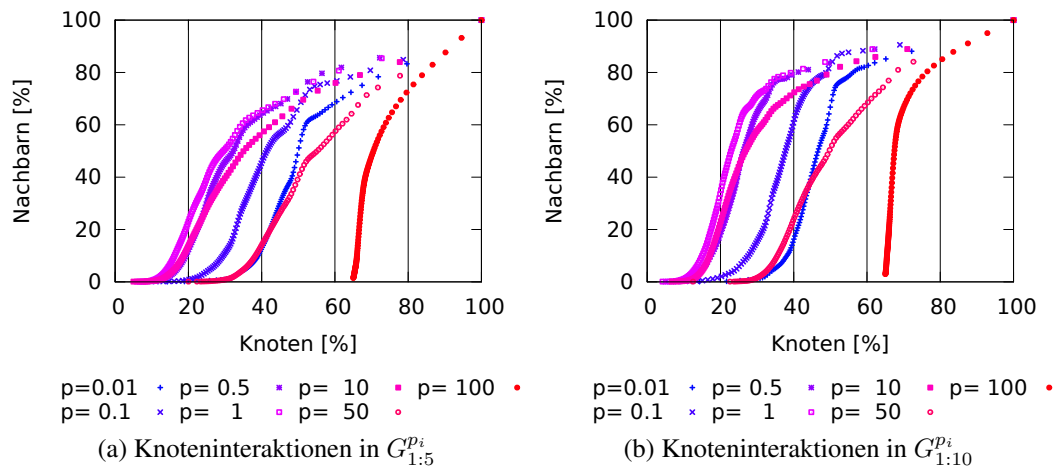 100
80
60
40
20
0
Nachbarn [%]
0 20 40 60 80 100
Knoten [%]
p=0.01 p= 0.5 p= 10 p= 100
p= 0.1 p= 1 p= 50
(a) Knoteninteraktionen in G^{p_i}_{1:5}
100
80
60
40
20
0
Nachbarn [%]
0 20 40 60 80 100
Knoten [%]
p=0.01 p= 0.5 p= 10 p= 100
p= 0.1 p= 1 p= 50
(b) Knoteninteraktionen in G^{p_i}_{1:10}